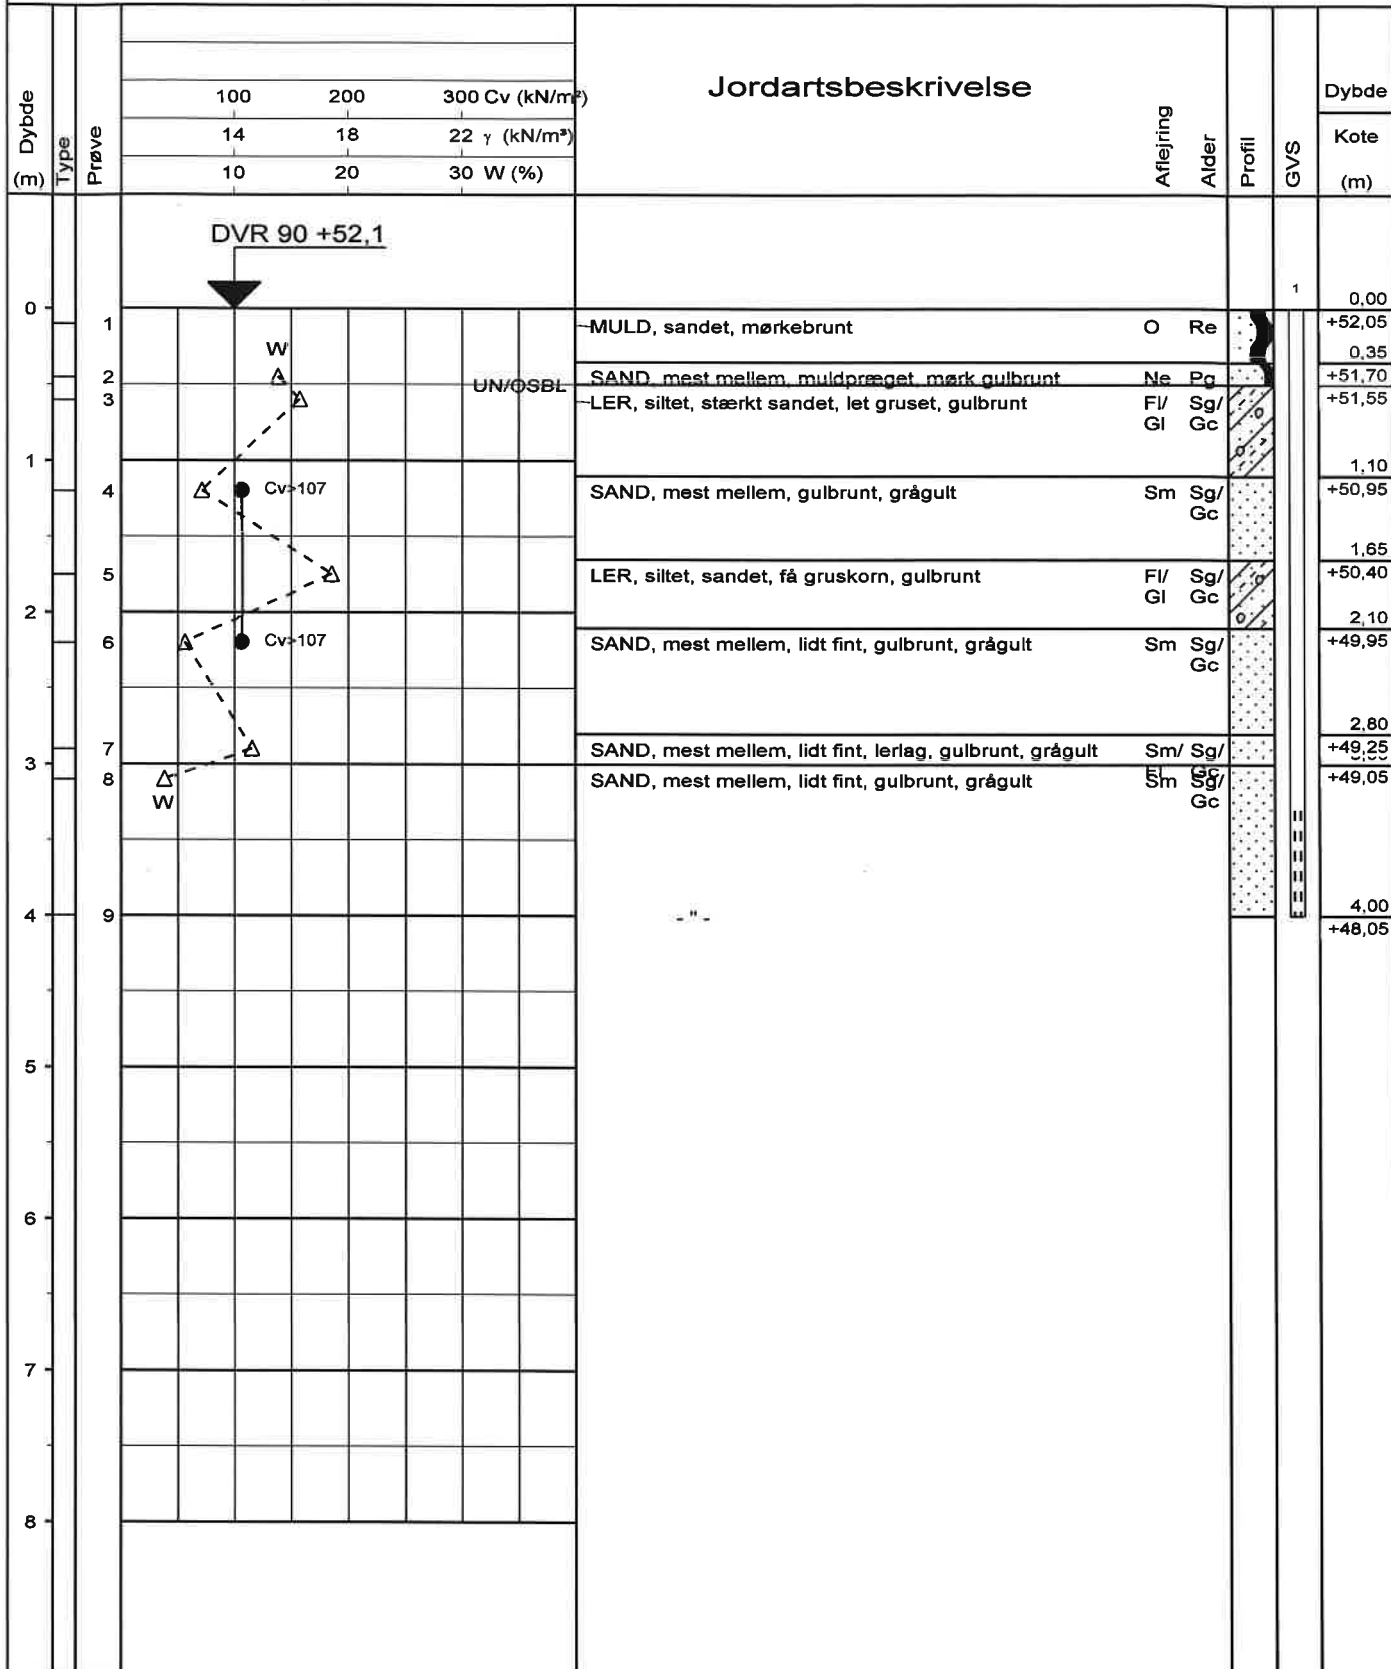 Jordartsbeskrivelse
Dybde (m)
Type
Prøve
100 200 300 Cv (kN/m²)
14 18 22 γ (kN/m³)
10 20 30 W (%)
Aflejring
Alder
Profil
GVS
Dybde
Kote
(m)
DVR 90 +52,1
1
0 0,00
1 MULD, sandet, mørkebrunt O Re +52,05
W 0,35
2 SAND, mest mellem, muldpræget, mørk gulbrunt Ne Pg +51,70
UN/OSBL
3 LER, siltet, stærkt sandet, let gruset, gulbrunt Fl/ Sg/ +51,55
Gl Gc
1 1,10
4 Cv>107 SAND, mest mellem, gulbrunt, grågult Sm Sg/ +50,95
Gc
1,65
5 LER, siltet, sandet, få gruskorn, gulbrunt Fl/ Sg/ +50,40
Gl Gc
2 2,10
6 Cv>107 SAND, mest mellem, lidt fint, gulbrunt, grågult Sm Sg/ +49,95
Gc
2,80
7 SAND, mest mellem, lidt fint, lerlag, gulbrunt, grågult Sm/ Sg/ +49,25
3 Fl Gc
8 SAND, mest mellem, lidt fint, gulbrunt, grågult Sm Sg/ +49,05
W Gc
4 9 - " - 4,00
+48,05
5
6
7
8